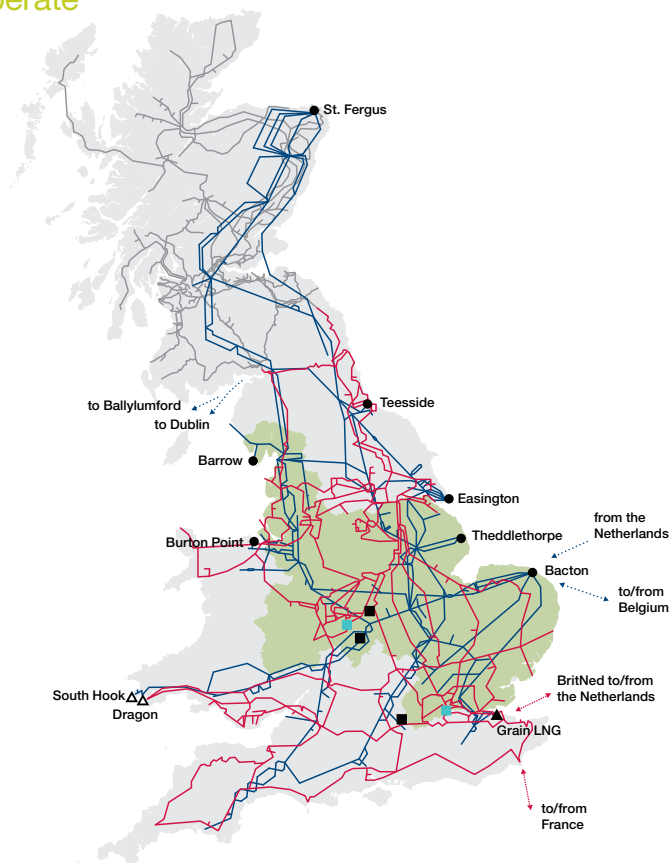 St. Fergus
to Ballylumford
to Dublin
Teesside
Barrow
Easington
from the
Netherlands
Theddlethorpe
Burton Point
Bacton
to/from
Belgium
BritNed to/from
the Netherlands
South Hook
Dragon
Grain LNG
to/from
France